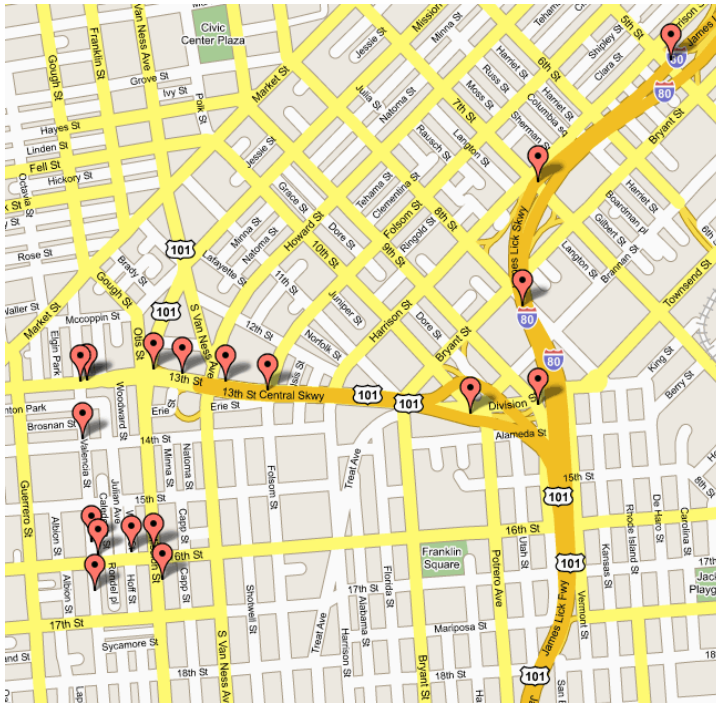 Civic
Center Plaza
Franklin St
Gough St
S Van Ness Ave
Grove St
Ivy St
Polk St
Market St
Hayes St
Linden St
Fell St
Hickory St
Octavia St
Rose St
Mission
Minna St
Jessie St
Julia St
Natoma St
Tehama St
Clementina St
Folsom St
Rausch St
Moss St
Russ St
Harriet St
Langton St
Columbia sq
Sherman St
Clara St
Shipley St
5th St
6th St
7th St
8th St
9th St
10th St
11th St
12th St
80
80
80
80
Bryant St
James Lick Skwy
Harriet St
Boardman pl
Gilbert St
Brannan St
Langton St
Townsend St
Jessie St
Grace St
Minna St
Natoma St
Howard St
Dore St
Ringold St
Lafayette St
Juniper St
Norfolk St
Harrison St
Dore St
Bryant St
Brady St
101
101
Gough St
Market St
Mccoppin St
Elgin Park
Otis St
S Van Ness Ave
13th St
13th St Central Skwy
101
101
Division St
Alameda St
King St
Berry St
Woodward St
Erie St
Brosnan St
Valencia St
14th St
Minna St
Natoma St
Guerrero St
Julian Ave
15th St
15th St
Albion St
Capp St
Folsom St
Treat Ave
16th St
Franklin
Square
Utah St
Potrero Ave
101
101
101
Kansas St
Rhode Island St
De Haro St
Carolina St
8th St
Vermont St
James Lick Fwy
Albion St
Rondel pl
Hoff St
Capp St
Shotwell St
17th St
17th St
Florida St
Alabama St
Harrison St
Treat Ave
Mariposa St
Sycamore St
18th St
18th St
S Van Ness Ave
Bryant St